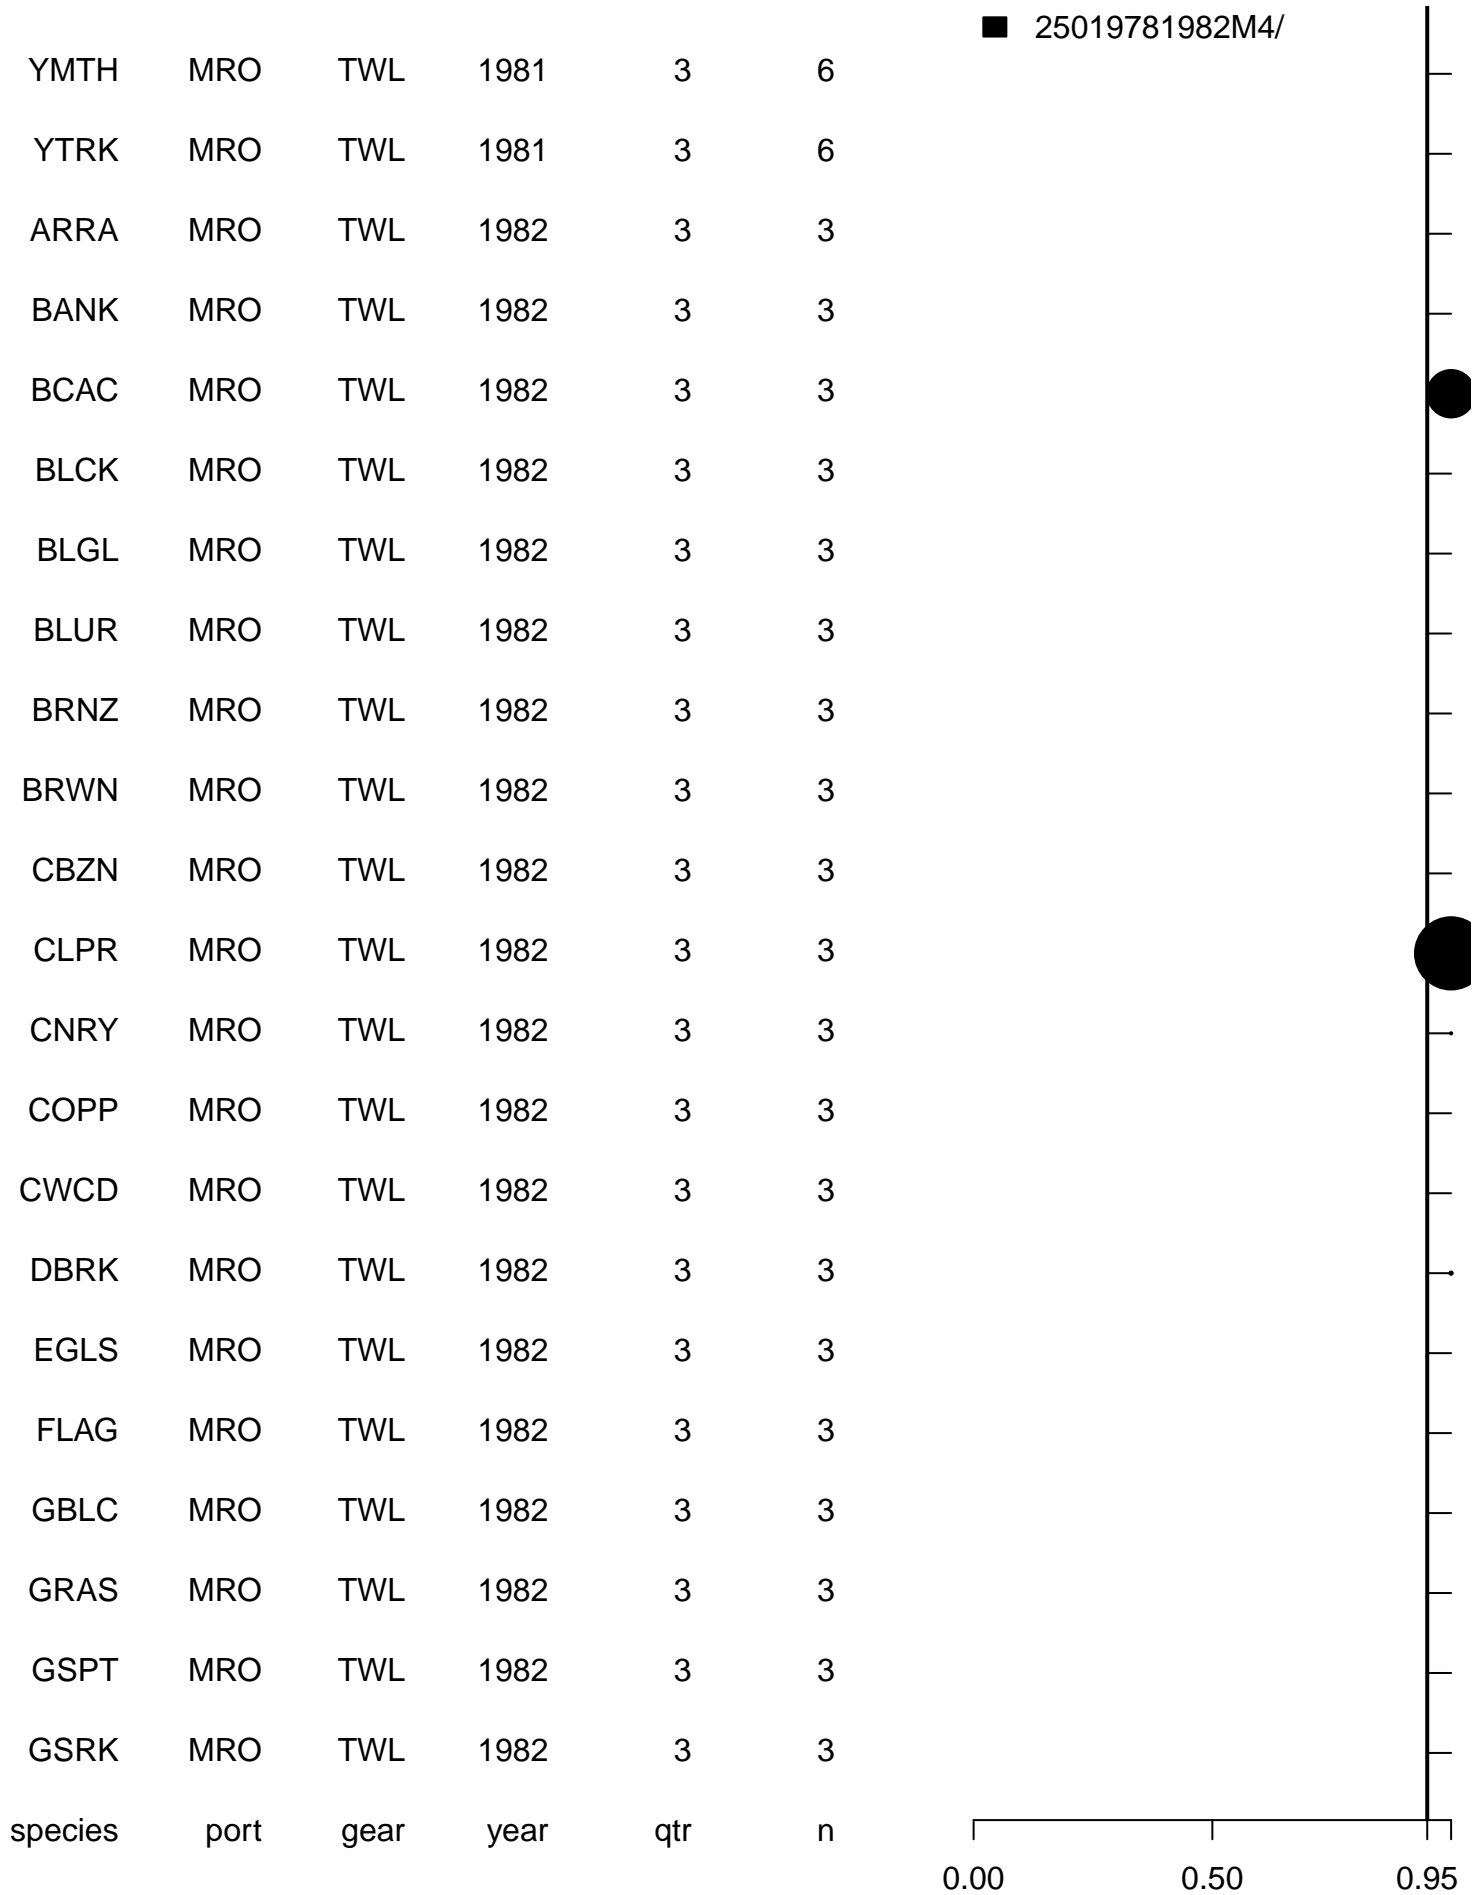 25019781982M4/
YMTH MRO TWL 1981 3 6
YTRK MRO TWL 1981 3 6
ARRA MRO TWL 1982 3 3
BANK MRO TWL 1982 3 3
BCAC MRO TWL 1982 3 3
BLCK MRO TWL 1982 3 3
BLGL MRO TWL 1982 3 3
BLUR MRO TWL 1982 3 3
BRNZ MRO TWL 1982 3 3
BRWN MRO TWL 1982 3 3
CBZN MRO TWL 1982 3 3
CLPR MRO TWL 1982 3 3
CNRY MRO TWL 1982 3 3
COPP MRO TWL 1982 3 3
CWCD MRO TWL 1982 3 3
DBRK MRO TWL 1982 3 3
EGLS MRO TWL 1982 3 3
FLAG MRO TWL 1982 3 3
GBLC MRO TWL 1982 3 3
GRAS MRO TWL 1982 3 3
GSPT MRO TWL 1982 3 3
GSRK MRO TWL 1982 3 3
species port gear year qtr n
0.00 0.50 0.95